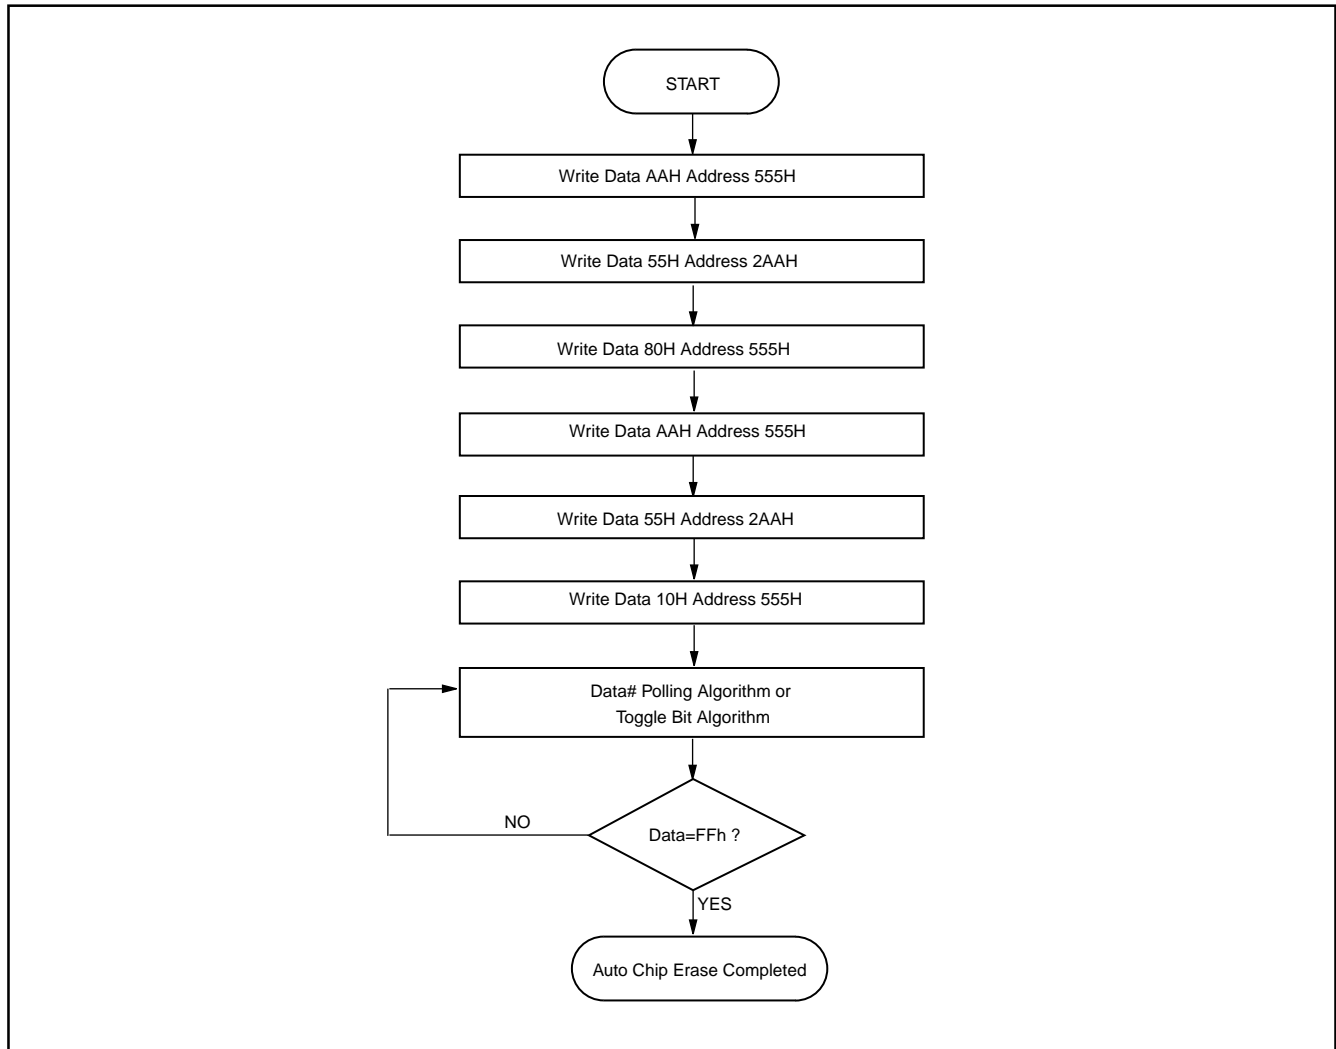 START
Write Data AAH Address 555H
Write Data 55H Address 2AAH
Write Data 80H Address 555H
Write Data AAH Address 555H
Write Data 55H Address 2AAH
Write Data 10H Address 555H
Data# Polling Algorithm or
Toggle Bit Algorithm
NO
Data=FFh ?
YES
Auto Chip Erase Completed